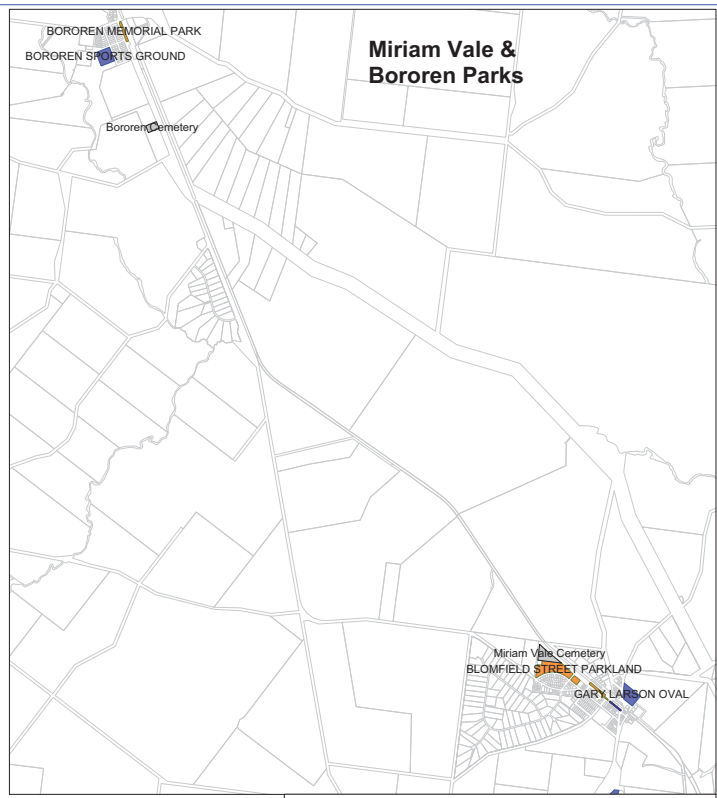 BOROREN MEMORIAL PARK
Miriam Vale &
Bororen Parks
BOROREN SPORTS GROUND
Bororen Cemetery
Miriam Vale Cemetery
BLOMFIELD STREET PARKLAND
GARY LARSON OVAL